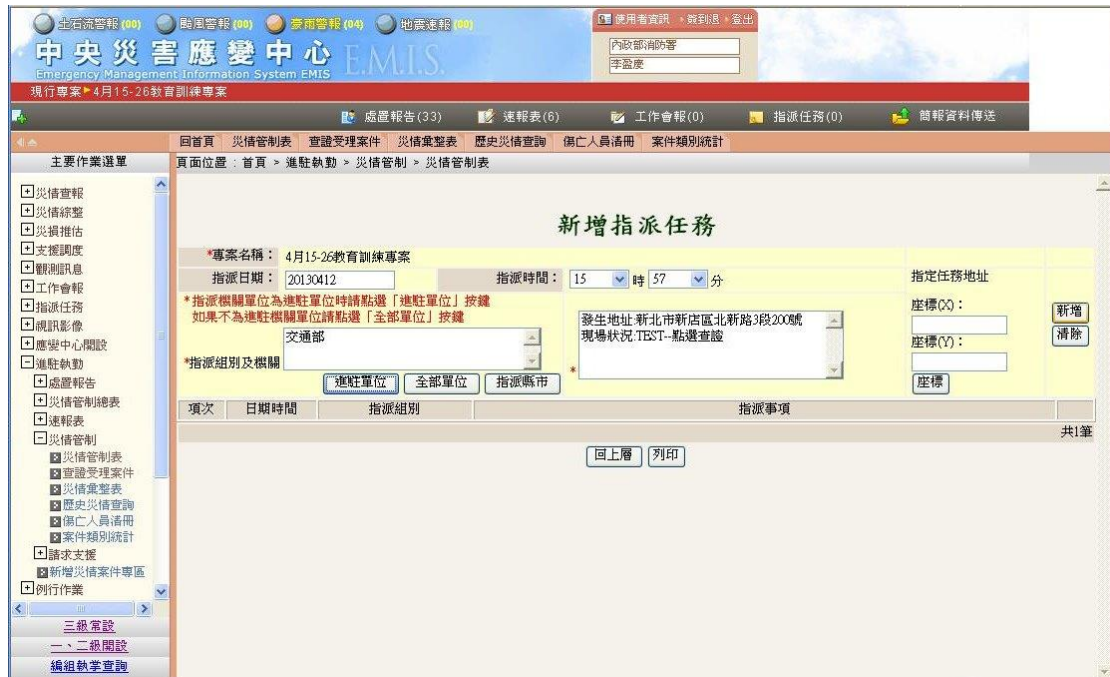 土石流警報 (00) 颱風警報 (00) 豪雨警報 (04) 地震速報 (00)
使用者資訊 簽到退 登出
內政部消防署
李盈慶
中央災害應變中心 E.M.I.S.
Emergency Management Information System EMIS
現行專案 4月15-26教育訓練專案
處置報告(33) 速報表(6) 工作會報(0) 指派任務(0) 簡報資料傳送
回首頁 災情管制表 查證受理案件 災情彙整表 歷史災情查詢 傷亡人員清冊 案件類別統計
主要作業選單
頁面位置：首頁 > 進駐執勤 > 災情管制 > 災情管制表
災情查報
災情綜整
災損推估
支援調度
觀測訊息
工作會報
指派任務
視訊影像
應變中心開設
進駐執勤
處置報告
災情管制總表
速報表
災情管制
災情管制表
查證受理案件
災情彙整表
歷史災情查詢
傷亡人員清冊
案件類別統計
請求支援
新增災情案件專區
例行作業
三級常設
一、二級開設
編組執掌查詢
新增指派任務
*專案名稱： 4月15-26教育訓練專案
指派日期： 20130412 指派時間： 15 時 57 分
*指派機關單位為進駐單位時請點選「進駐單位」按鍵
如果不為進駐機關單位請點選「全部單位」按鍵
*指派組別及機關
交通部
進駐單位 全部單位 指派縣市
*
發生地址:新北市新店區北新路3段200號
現場狀況:TEST--點選查證
指定任務地址
座標(X)：
座標(Y)：
座標
新增
清除
項次 日期時間 指派組別 指派事項
共1筆
回上層 列印